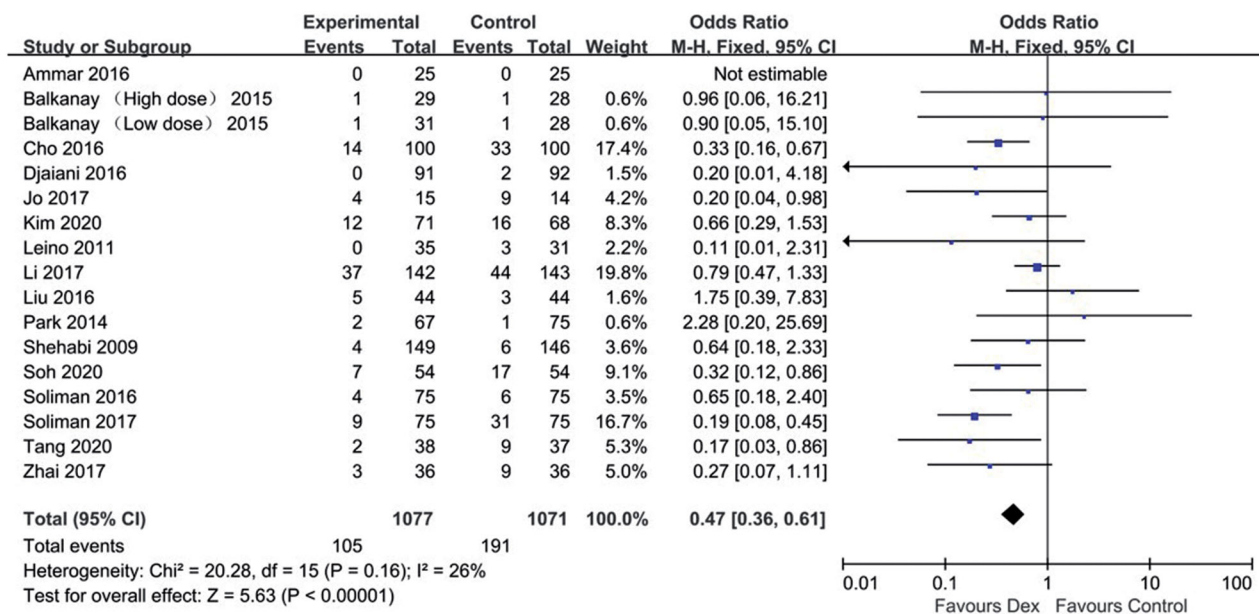 Experimental Control Odds Ratio Odds Ratio
Study or Subgroup Events Total Events Total Weight M-H, Fixed, 95% CI M-H, Fixed, 95% CI
Ammar 2016 0 25 0 25 Not estimable
Balkanay （High dose） 2015 1 29 1 28 0.6% 0.96 [0.06, 16.21]
Balkanay （Low dose） 2015 1 31 1 28 0.6% 0.90 [0.05, 15.10]
Cho 2016 14 100 33 100 17.4% 0.33 [0.16, 0.67]
Djaiani 2016 0 91 2 92 1.5% 0.20 [0.01, 4.18]
Jo 2017 4 15 9 14 4.2% 0.20 [0.04, 0.98]
Kim 2020 12 71 16 68 8.3% 0.66 [0.29, 1.53]
Leino 2011 0 35 3 31 2.2% 0.11 [0.01, 2.31]
Li 2017 37 142 44 143 19.8% 0.79 [0.47, 1.33]
Liu 2016 5 44 3 44 1.6% 1.75 [0.39, 7.83]
Park 2014 2 67 1 75 0.6% 2.28 [0.20, 25.69]
Shehabi 2009 4 149 6 146 3.6% 0.64 [0.18, 2.33]
Soh 2020 7 54 17 54 9.1% 0.32 [0.12, 0.86]
Soliman 2016 4 75 6 75 3.5% 0.65 [0.18, 2.40]
Soliman 2017 9 75 31 75 16.7% 0.19 [0.08, 0.45]
Tang 2020 2 38 9 37 5.3% 0.17 [0.03, 0.86]
Zhai 2017 3 36 9 36 5.0% 0.27 [0.07, 1.11]
Total (95% CI) 1077 1071 100.0% 0.47 [0.36, 0.61]
Total events 105 191
Heterogeneity: Chi² = 20.28, df = 15 (P = 0.16); I² = 26%
Test for overall effect: Z = 5.63 (P < 0.00001)
0.01 0.1 1 10 100
Favours Dex Favours Control